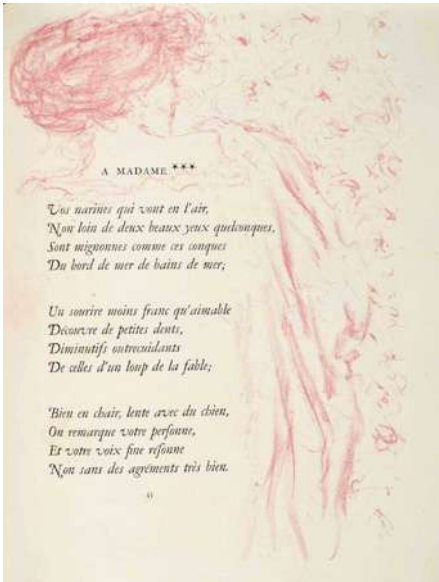 A MADAME ***
Vos narines qui vont en l'air,
Non loin de deux beaux yeux quelconques,
Sont mignonnes comme ces conques
Du bord de mer de bains de mer;
Un sourire moins franc qu'aimable
Découvre de petites dents,
Diminutifs outrecuidants
De celles d'un loup de la fable;
Bien en chair, lente avec du chien,
On remarque votre personne,
Et votre voix fine résonne
Non sans des agréments très bien.